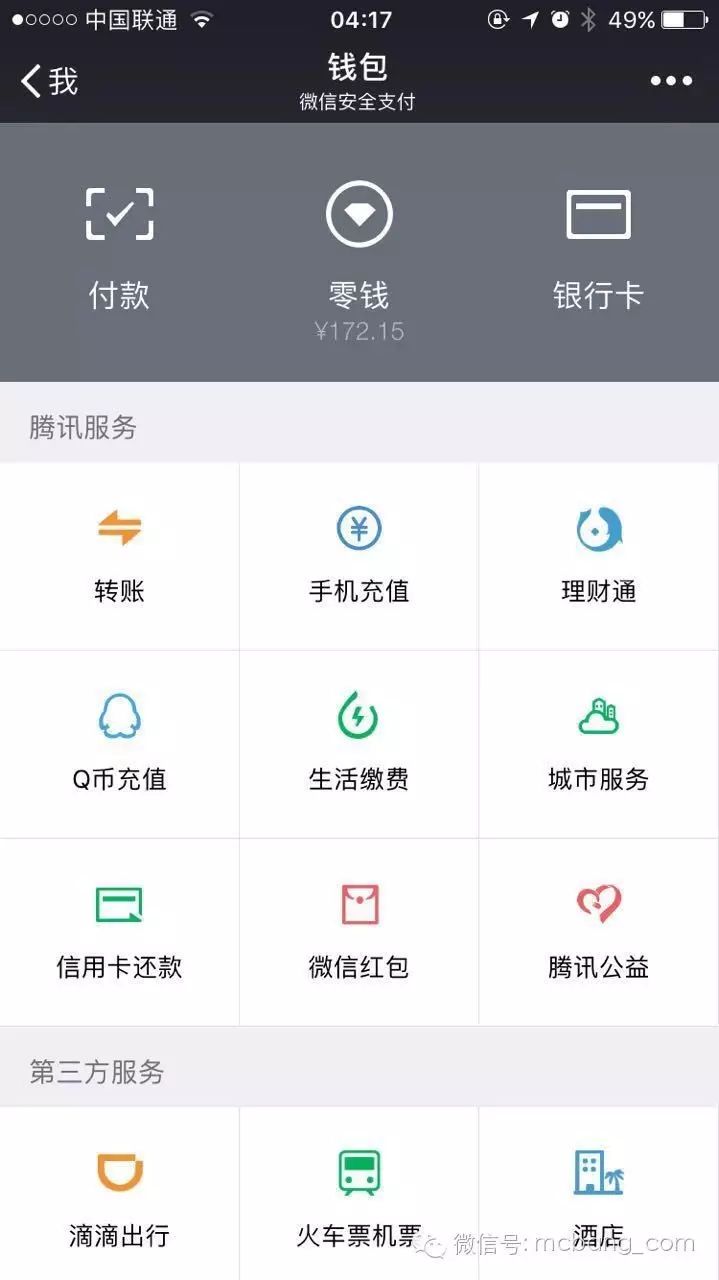 中国联通 04:17 49%
我 钱包
微信安全支付
付款 零钱 银行卡
¥172.15
腾讯服务
转账 手机充值 理财通
Q币充值 生活缴费 城市服务
信用卡还款 微信红包 腾讯公益
第三方服务
滴滴出行 火车票机票 酒店
微信号: mcbang_com